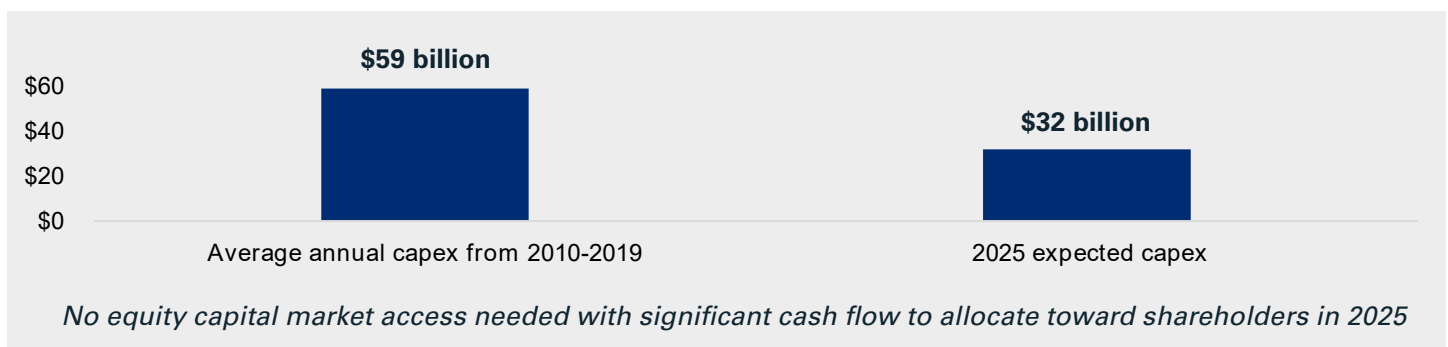 $59 billion
$60
$32 billion
$40
$20
$0
Average annual capex from 2010-2019
2025 expected capex
No equity capital market access needed with significant cash flow to allocate toward shareholders in 2025